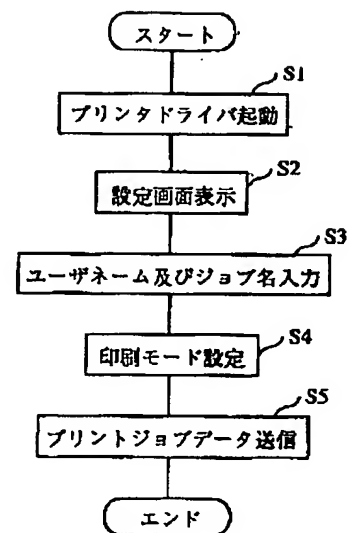 スタート
S1
プリンタドライバ起動
S2
設定画面表示
S3
ユーザネーム及びジョブ名入力
S4
印刷モード設定
S5
プリントジョブデータ送信
エンド